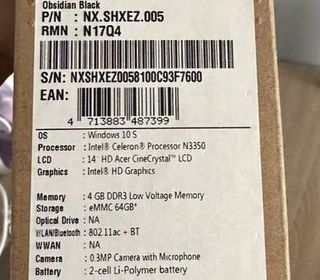 Obsidian Black
P/N : NX.SHXEZ.005
RMN : N17Q4
S/N: NXSHXEZ0058100C93F7600
EAN:
4 713883 487399
OS : Windows 10 S
Processor : Intel® Celeron® Processor N3350
LCD : 14" HD Acer CineCrystal™ LCD
Graphics : Intel® HD Graphics
Memory : 4 GB DDR3 Low Voltage Memory
Storage : eMMC 64GB*
Optical Drive : NA
WLAN/Bluetooth : 802.11ac + BT
WWAN : NA
Camera : 0.3MP Camera with Microphone
Battery : 2-cell Li-Polymer battery